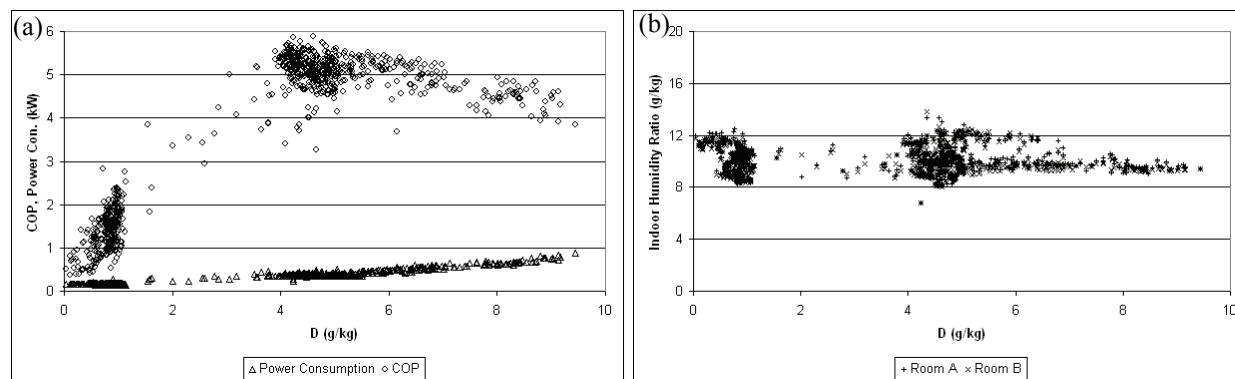 (a)
COP, Power Con. (kW)
6
5
4
3
2
1
0
0 2 4 6 8 10
D (g/kg)
Power Consumption COP
(b)
Indoor Humidity Ratio (g/kg)
20
16
12
8
4
0
0 2 4 6 8 10
D (g/kg)
Room A Room B